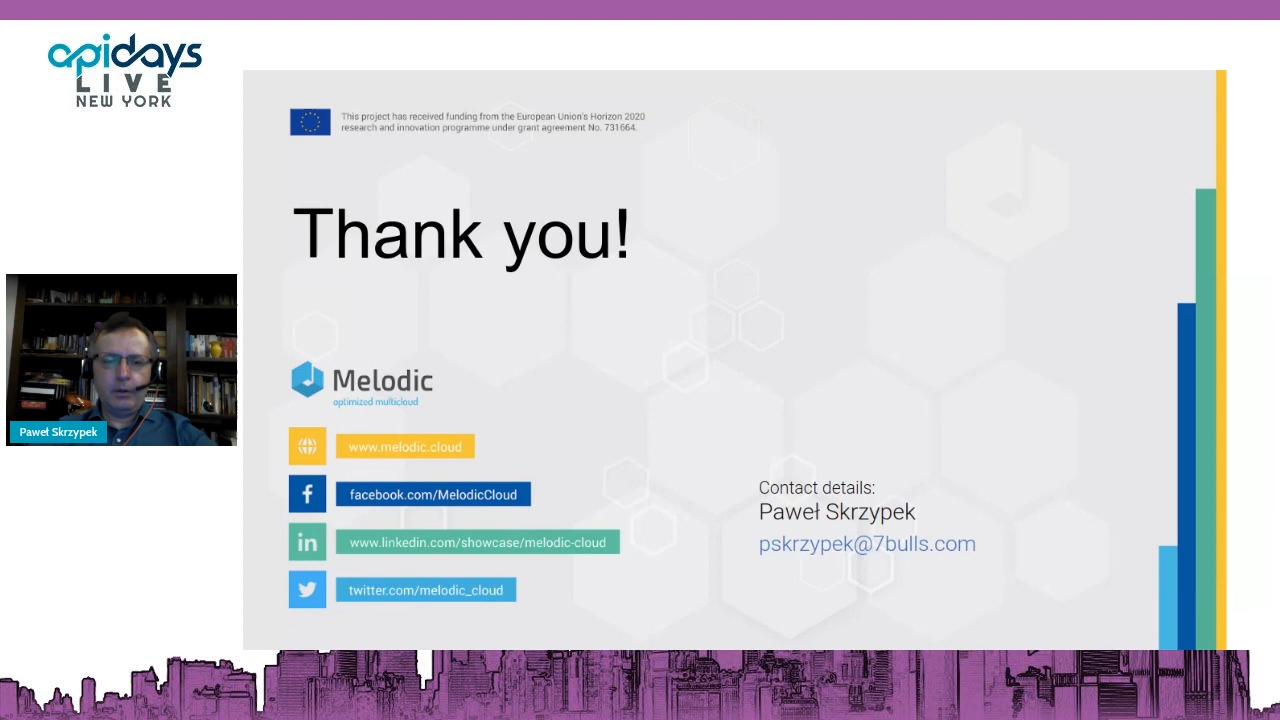 apidays
LIVE
NEW YORK
This project has received funding from the European Union's Horizon 2020
research and innovation programme under grant agreement No. 731664.
Thank you!
Melodic
optimized multicloud
www.melodic.cloud
facebook.com/MelodicCloud
www.linkedin.com/showcase/melodic-cloud
twitter.com/melodic_cloud
Contact details:
Paweł Skrzypek
pskrzypek@7bulls.com
Paweł Skrzypek